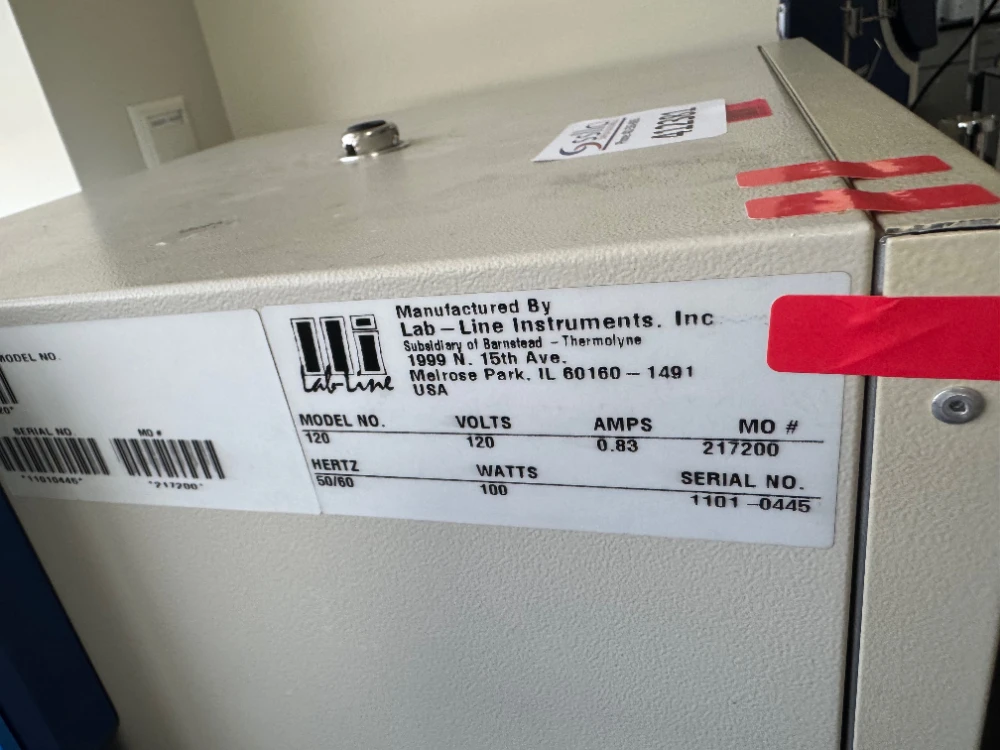 422382
Manufactured By
Lab-Line Instruments. Inc
Subsidiary of Barnstead - Thermolyne
1999 N. 15th Ave.
Melrose Park, IL 60160-1491
USA
Lab-Line
MODEL NO. VOLTS AMPS MO #
120 120 0.83 217200
HERTZ WATTS SERIAL NO.
50/60 100 1101-0445
MODEL NO.
SERIAL NO. MO #
"11010445" "217200"